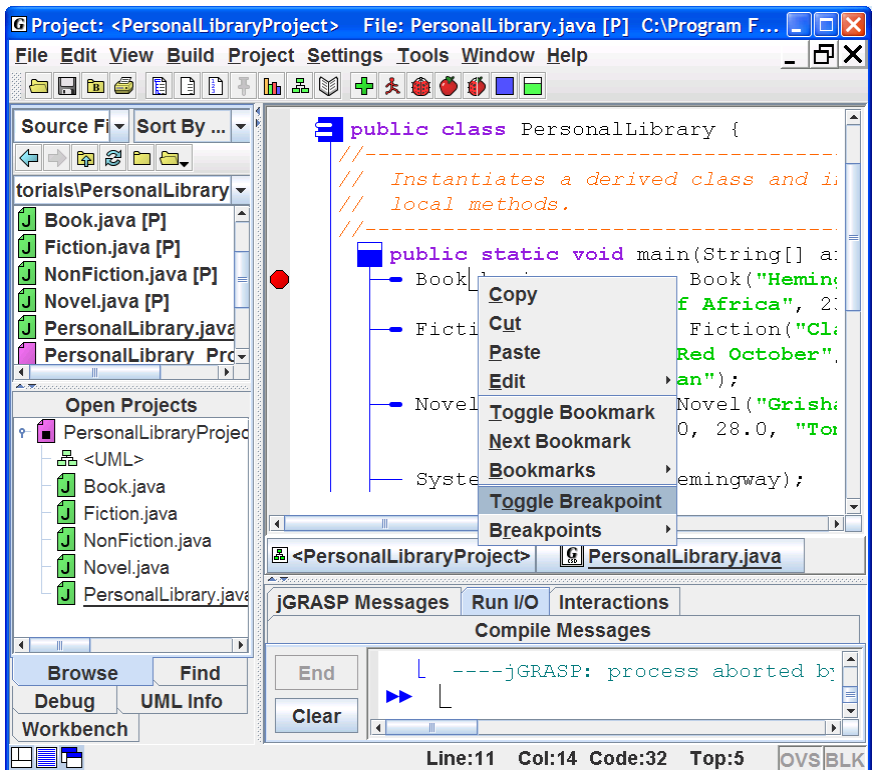 Project: <PersonalLibraryProject> File: PersonalLibrary.java [P] C:\Program F...
File Edit View Build Project Settings Tools Window Help
Source Fi Sort By ...
torials\PersonalLibrary
Book.java [P]
Fiction.java [P]
NonFiction.java [P]
Novel.java [P]
PersonalLibrary.java
PersonalLibrary_Pro
Open Projects
PersonalLibraryProjec
<UML>
Book.java
Fiction.java
NonFiction.java
Novel.java
PersonalLibrary.java
Browse Find
Debug UML Info
Workbench
public class PersonalLibrary {
//------------------------------------
// Instantiates a derived class and i
// local methods.
//------------------------------------
public static void main(String[] a
Book Book("Heming
f Africa", 2
Ficti Fiction("Cla
Red October",
an");
Novel Novel("Grisha
0, 28.0, "To
Syste emingway);
Copy
Cut
Paste
Edit
Toggle Bookmark
Next Bookmark
Bookmarks
Toggle Breakpoint
Breakpoints
<PersonalLibraryProject> PersonalLibrary.java
jGRASP Messages Run I/O Interactions
Compile Messages
End
Clear
----jGRASP: process aborted by
Line:11 Col:14 Code:32 Top:5 OVS BLK